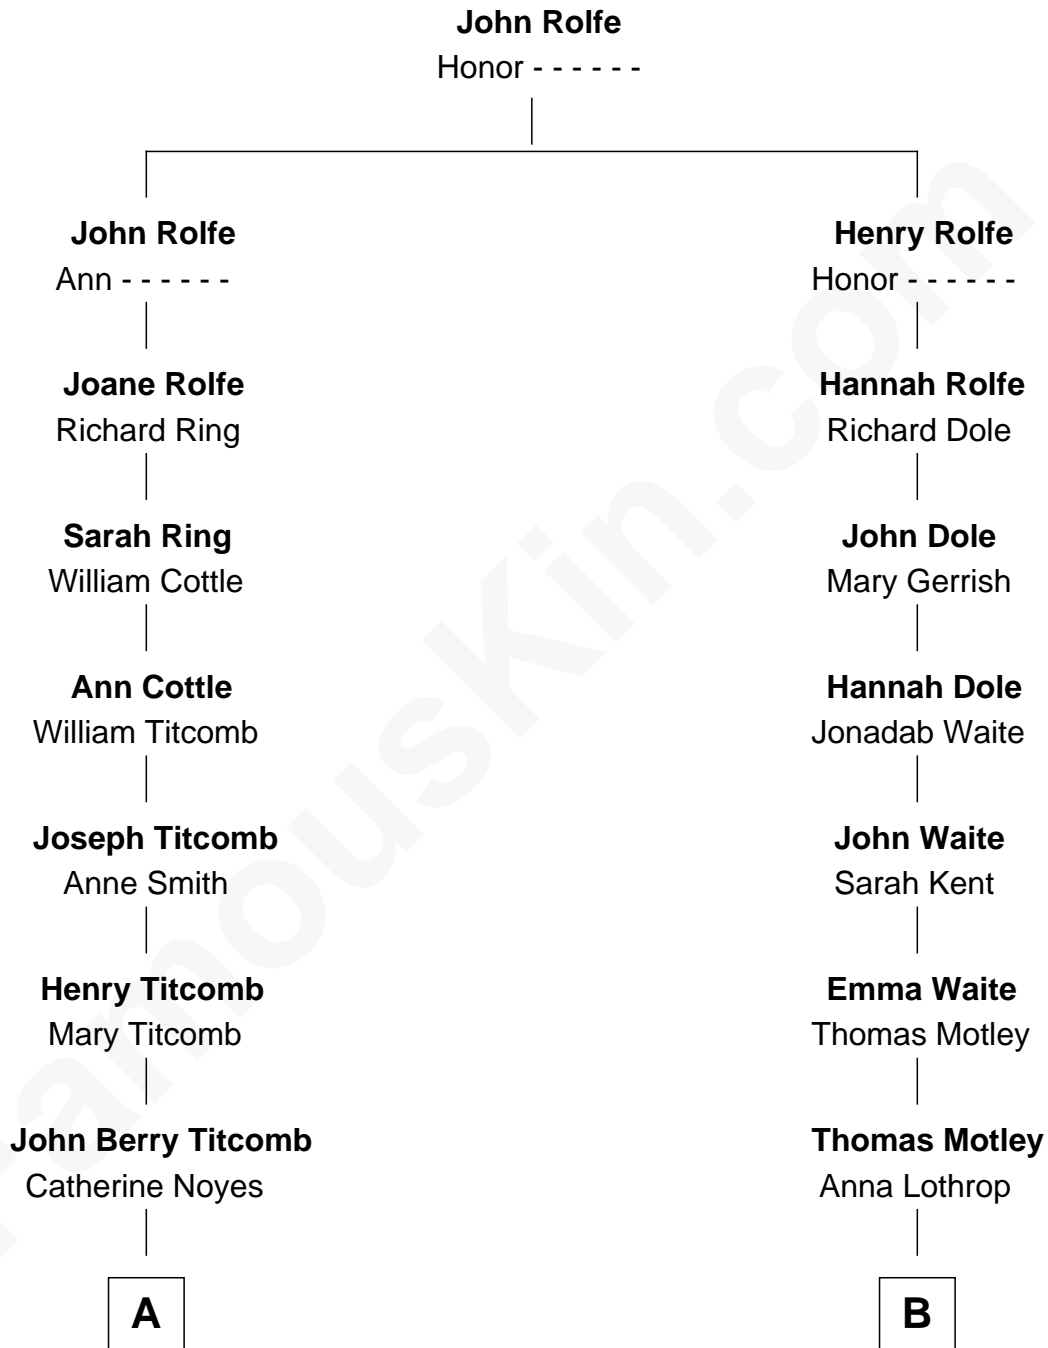 John Rolfe
Honor - - - - - -
John Rolfe
Ann - - - - - -
Henry Rolfe
Honor - - - - - -
Joane Rolfe
Richard Ring
Hannah Rolfe
Richard Dole
Sarah Ring
William Cottle
John Dole
Mary Gerrish
Ann Cottle
William Titcomb
Hannah Dole
Jonadab Waite
Joseph Titcomb
Anne Smith
John Waite
Sarah Kent
Henry Titcomb
Mary Titcomb
Emma Waite
Thomas Motley
John Berry Titcomb
Catherine Noyes
Thomas Motley
Anna Lothrop
A
B
FamousKin.com